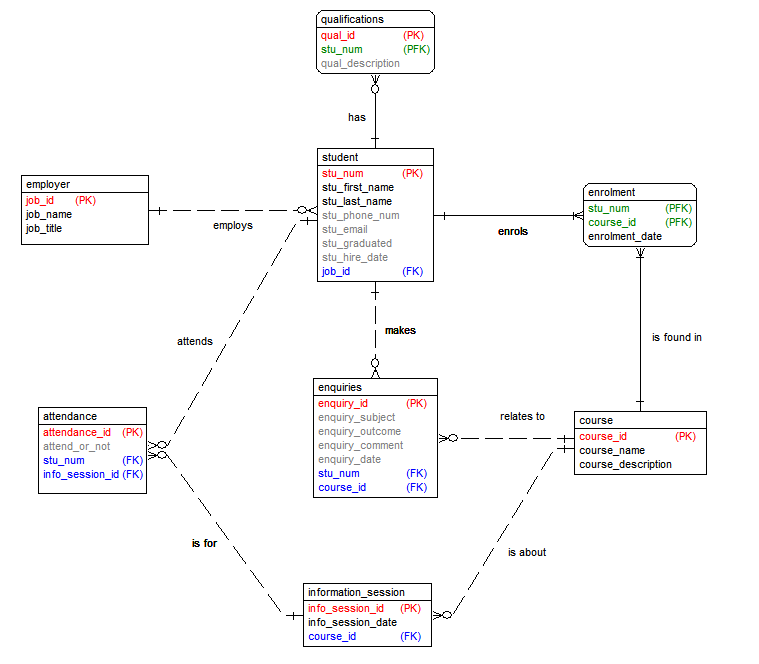 qualifications
qual_id (PK)
stu_num (PFK)
qual_description
has
student
stu_num (PK)
stu_first_name
stu_last_name
stu_phone_num
stu_email
stu_graduated
stu_hire_date
job_id (FK)
employer
job_id (PK)
job_name
job_title
employs
enrolment
stu_num (PFK)
course_id (PFK)
enrolment_date
enrols
attends
makes
is found in
enquiries
enquiry_id (PK)
enquiry_subject
enquiry_outcome
enquiry_comment
enquiry_date
stu_num (FK)
course_id (FK)
relates to
attendance
attendance_id (PK)
attend_or_not
stu_num (FK)
info_session_id (FK)
course
course_id (PK)
course_name
course_description
is for
is about
information_session
info_session_id (PK)
info_session_date
course_id (FK)